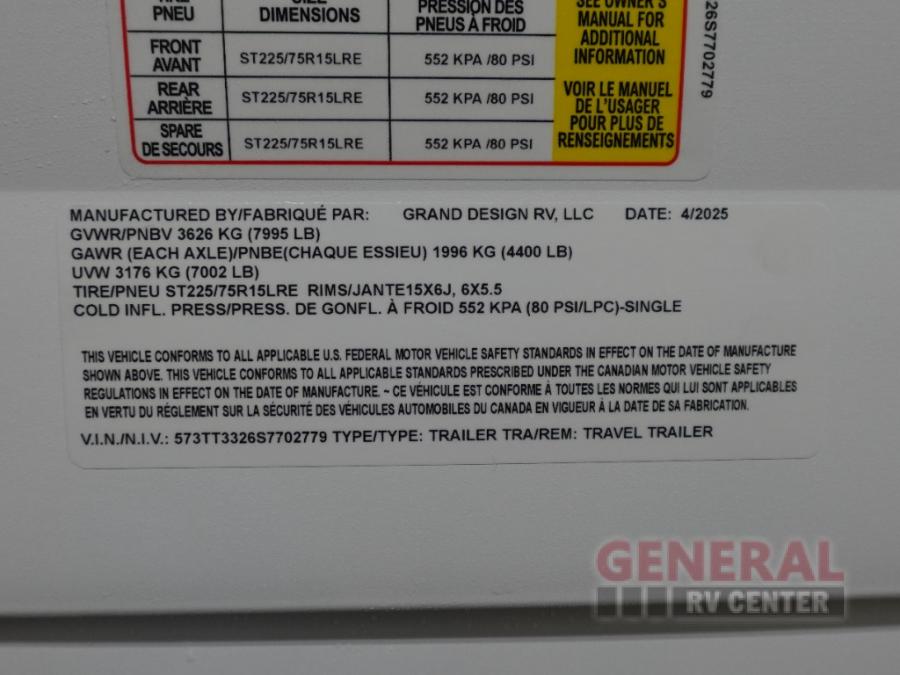 PNEU DIMENSIONS PRESSION DES PNEUS À FROID
FRONT AVANT ST225/75R15LRE 552 KPA /80 PSI
REAR ARRIÈRE ST225/75R15LRE 552 KPA /80 PSI
SPARE DE SECOURS ST225/75R15LRE 552 KPA /80 PSI
SEE OWNER'S
MANUAL FOR
ADDITIONAL
INFORMATION
VOIR LE MANUEL
DE L'USAGER
POUR PLUS DE
RENSEIGNEMENTS
26S7702779
MANUFACTURED BY/FABRIQUÉ PAR: GRAND DESIGN RV, LLC DATE: 4/2025
GVWR/PNBV 3626 KG (7995 LB)
GAWR (EACH AXLE)/PNBE(CHAQUE ESSIEU) 1996 KG (4400 LB)
UVW 3176 KG (7002 LB)
TIRE/PNEU ST225/75R15LRE RIMS/JANTE15X6J, 6X5.5
COLD INFL. PRESS/PRESS. DE GONFL. À FROID 552 KPA (80 PSI/LPC)-SINGLE
THIS VEHICLE CONFORMS TO ALL APPLICABLE U.S. FEDERAL MOTOR VEHICLE SAFETY STANDARDS IN EFFECT ON THE DATE OF MANUFACTURE
SHOWN ABOVE. THIS VEHICLE CONFORMS TO ALL APPLICABLE STANDARDS PRESCRIBED UNDER THE CANADIAN MOTOR VEHICLE SAFETY
REGULATIONS IN EFFECT ON THE DATE OF MANUFACTURE. ~ CE VÉHICULE EST CONFORME À TOUTES LES NORMES QUI LUI SONT APPLICABLES
EN VERTU DU RÉGLEMENT SUR LA SÉCURITÉ DES VÉHICULES AUTOMOBILES DU CANADA EN VIGUEUR À LA DATE DE SA FABRICATION.
V.I.N./N.I.V.: 573TT3326S7702779 TYPE/TYPE: TRAILER TRA/REM: TRAVEL TRAILER
GENERAL
RV CENTER